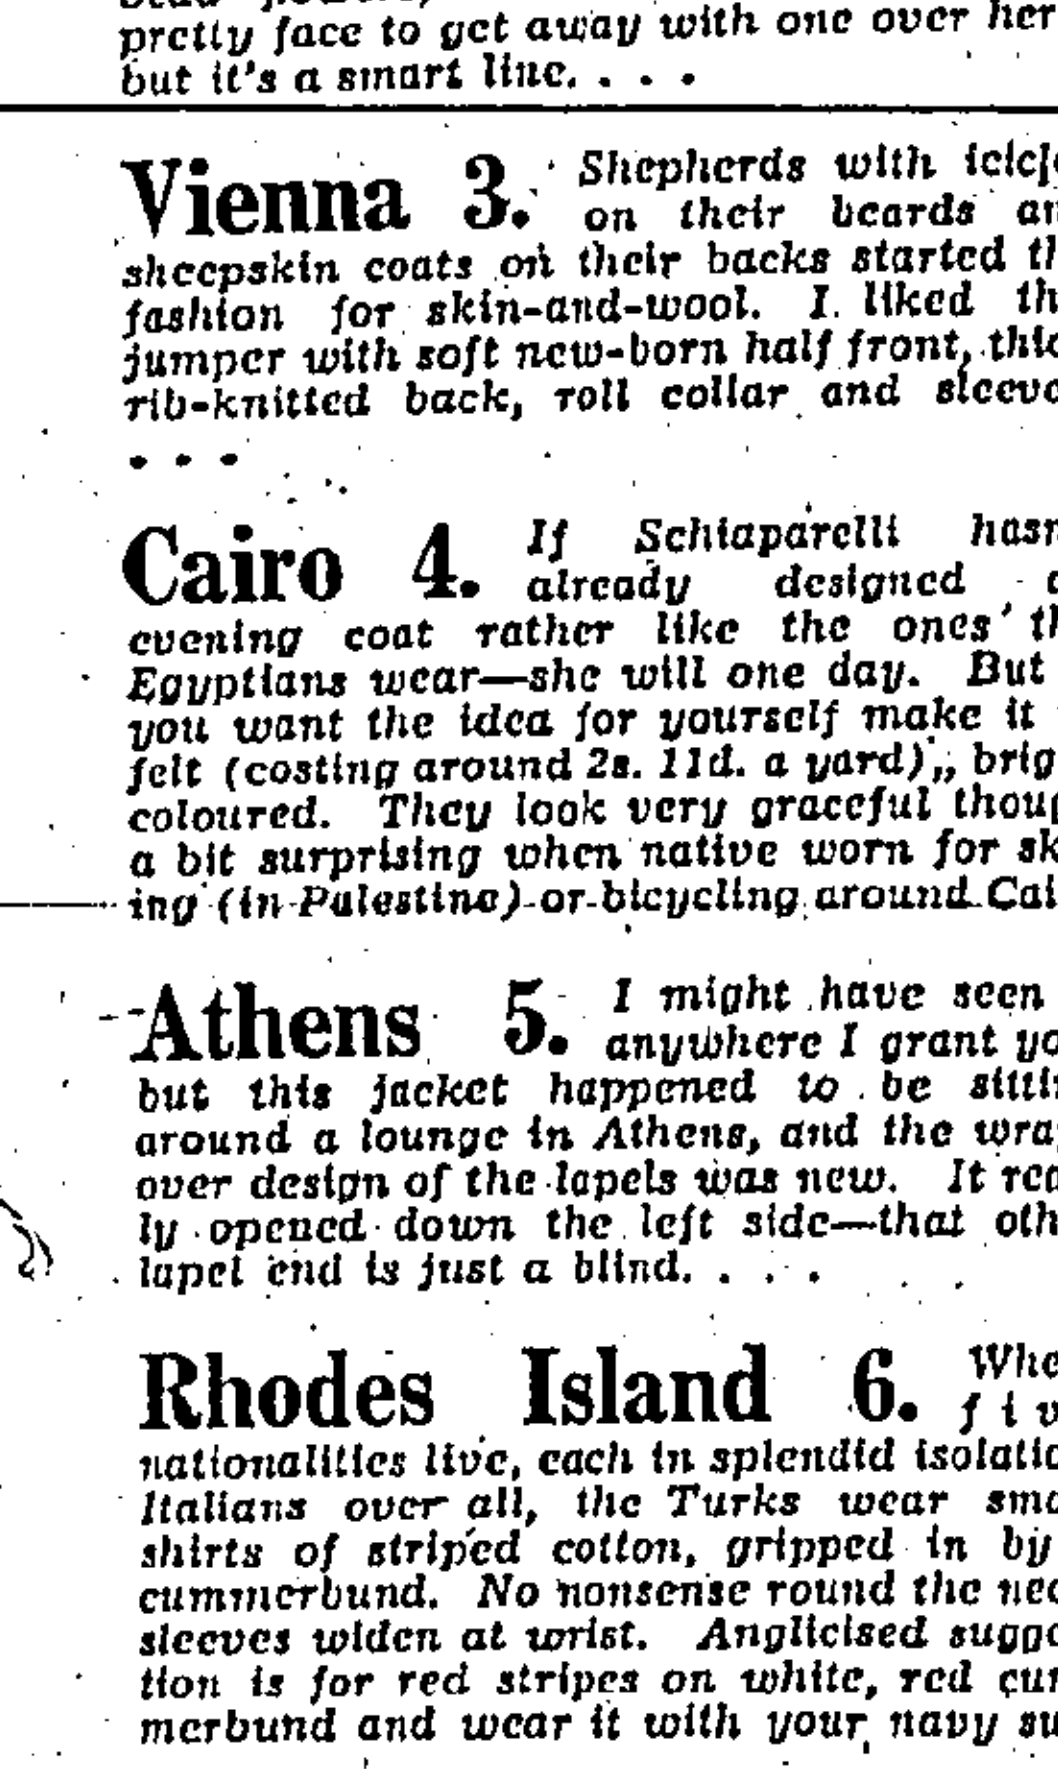 pretty face to get away with one over her
but it's a smart line. . . .
Vienna 3. Shepherds with
on their beards
sheepskin coats on their backs started
fashion for skin-and-wool. I liked
jumper with soft new-born half front,
rib-knitted back, roll collar and
. . .
Cairo 4. If Schiaparelli
already designed
evening coat rather like the ones
Egyptians wear—she will one day. But
you want the idea for yourself make it
felt (costing around 2s. 11d. a yard),
coloured. They look very graceful
a bit surprising when native worn for
ing (in Palestine) or bicycling around
Athens 5. I might have seen
anywhere I grant
but this jacket happened to be
around a lounge in Athens, and the
over design of the lapels was new. It
ly opened down the left side—that
lapel end is just a blind. . . .
Rhodes Island 6.
nationalities live, each in splendid
Italians over all, the Turks wear
shirts of striped cotton, gripped in by
cummerbund. No nonsense round the
sleeves widen at wrist. Anglicised
tion is for red stripes on white, red
merbund and wear it with your navy